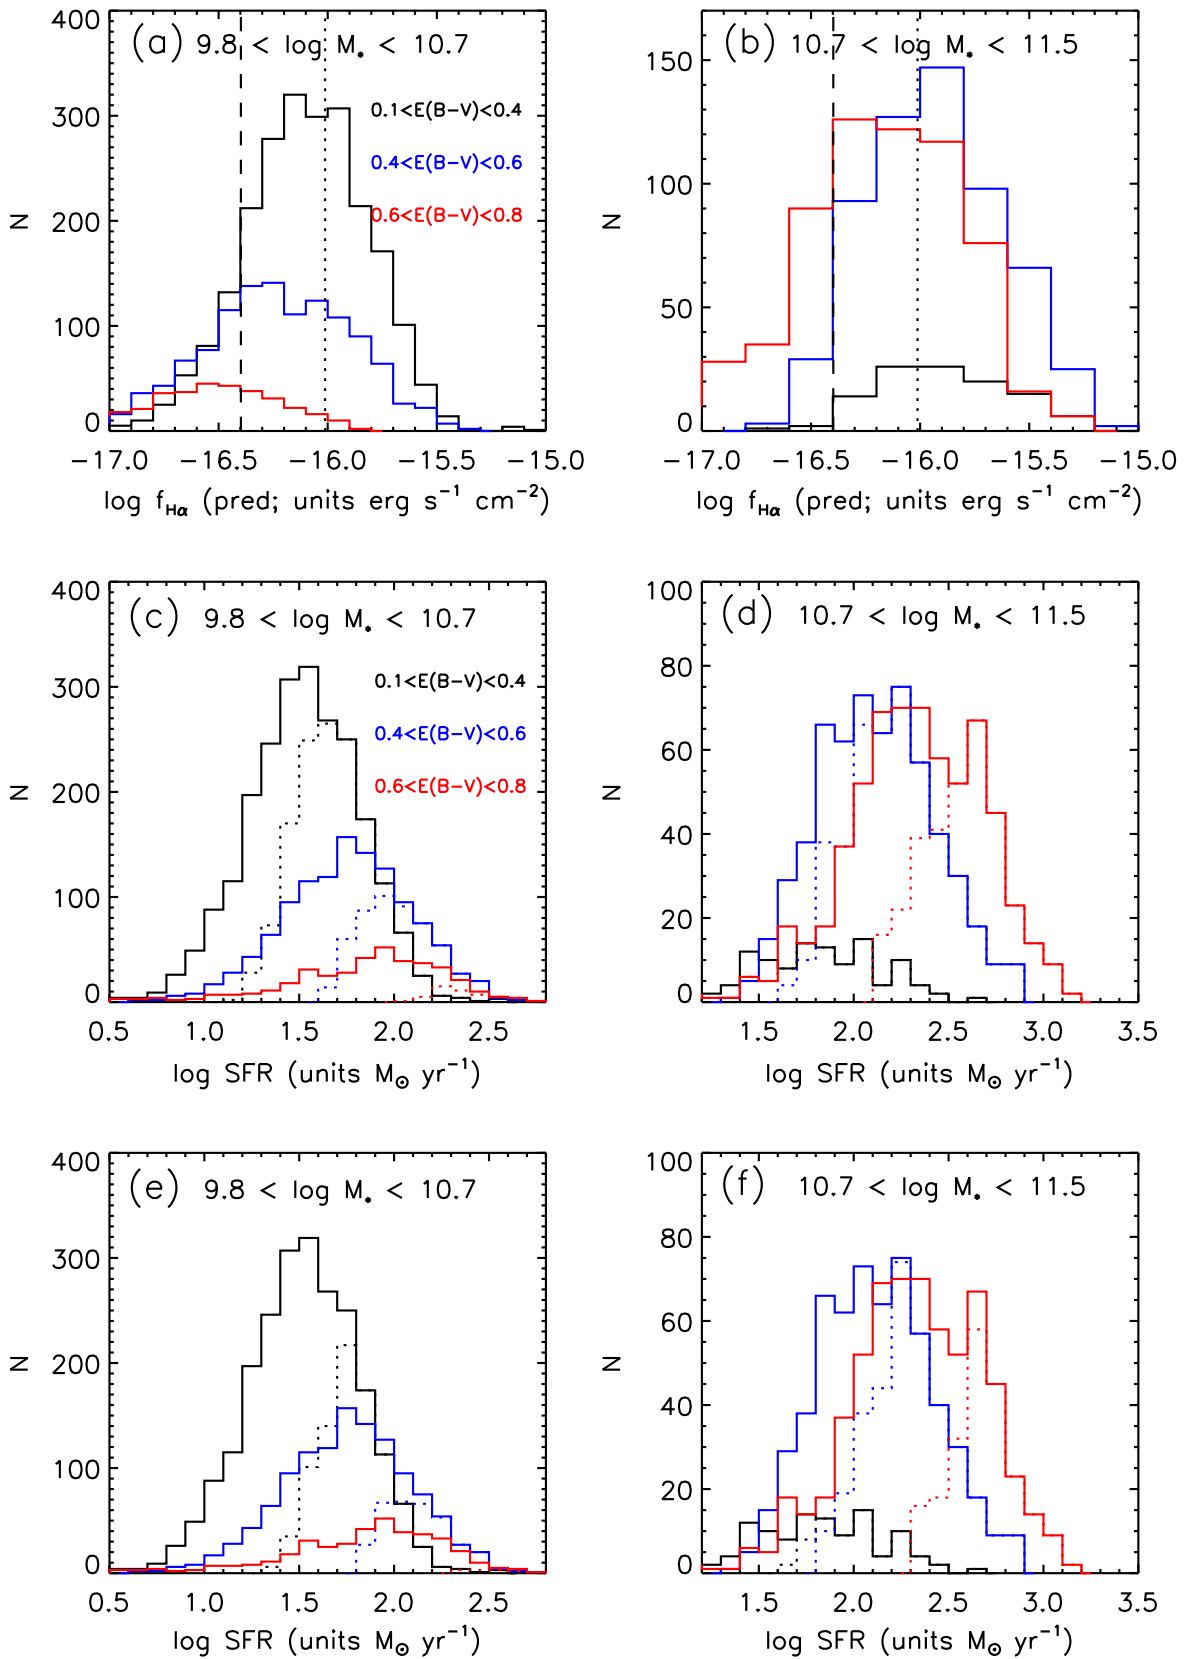 (a) 9.8 < log M* < 10.7
0.1<E(B−V)<0.4
0.4<E(B−V)<0.6
0.6<E(B−V)<0.8
400
300
200
100
0
N
−17.0 −16.5 −16.0 −15.5 −15.0
log fHα (pred; units erg s⁻¹ cm⁻²)
(b) 10.7 < log M* < 11.5
150
100
50
0
N
−17.0 −16.5 −16.0 −15.5 −15.0
log fHα (pred; units erg s⁻¹ cm⁻²)
(c) 9.8 < log M* < 10.7
0.1<E(B−V)<0.4
0.4<E(B−V)<0.6
0.6<E(B−V)<0.8
400
300
200
100
0
N
0.5 1.0 1.5 2.0 2.5
log SFR (units M⊙ yr⁻¹)
(d) 10.7 < log M* < 11.5
100
80
60
40
20
0
N
1.5 2.0 2.5 3.0 3.5
log SFR (units M⊙ yr⁻¹)
(e) 9.8 < log M* < 10.7
400
300
200
100
0
N
0.5 1.0 1.5 2.0 2.5
log SFR (units M⊙ yr⁻¹)
(f) 10.7 < log M* < 11.5
100
80
60
40
20
0
N
1.5 2.0 2.5 3.0 3.5
log SFR (units M⊙ yr⁻¹)